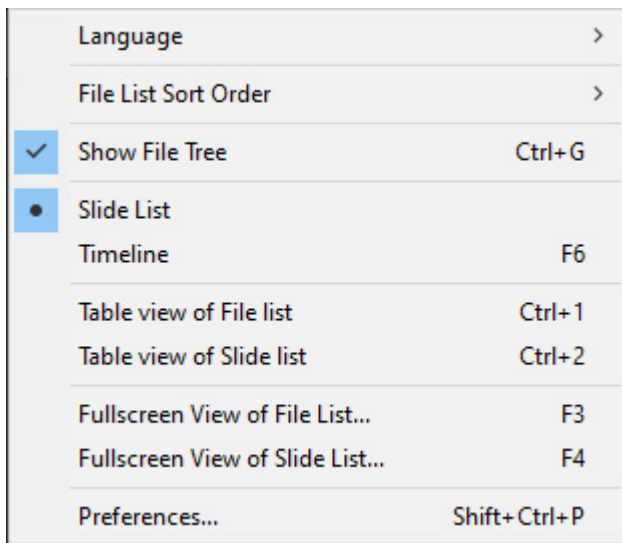 Language
File List Sort Order
Show File Tree Ctrl+G
Slide List
Timeline F6
Table view of File list Ctrl+1
Table view of Slide list Ctrl+2
Fullscreen View of File List... F3
Fullscreen View of Slide List... F4
Preferences... Shift+Ctrl+P